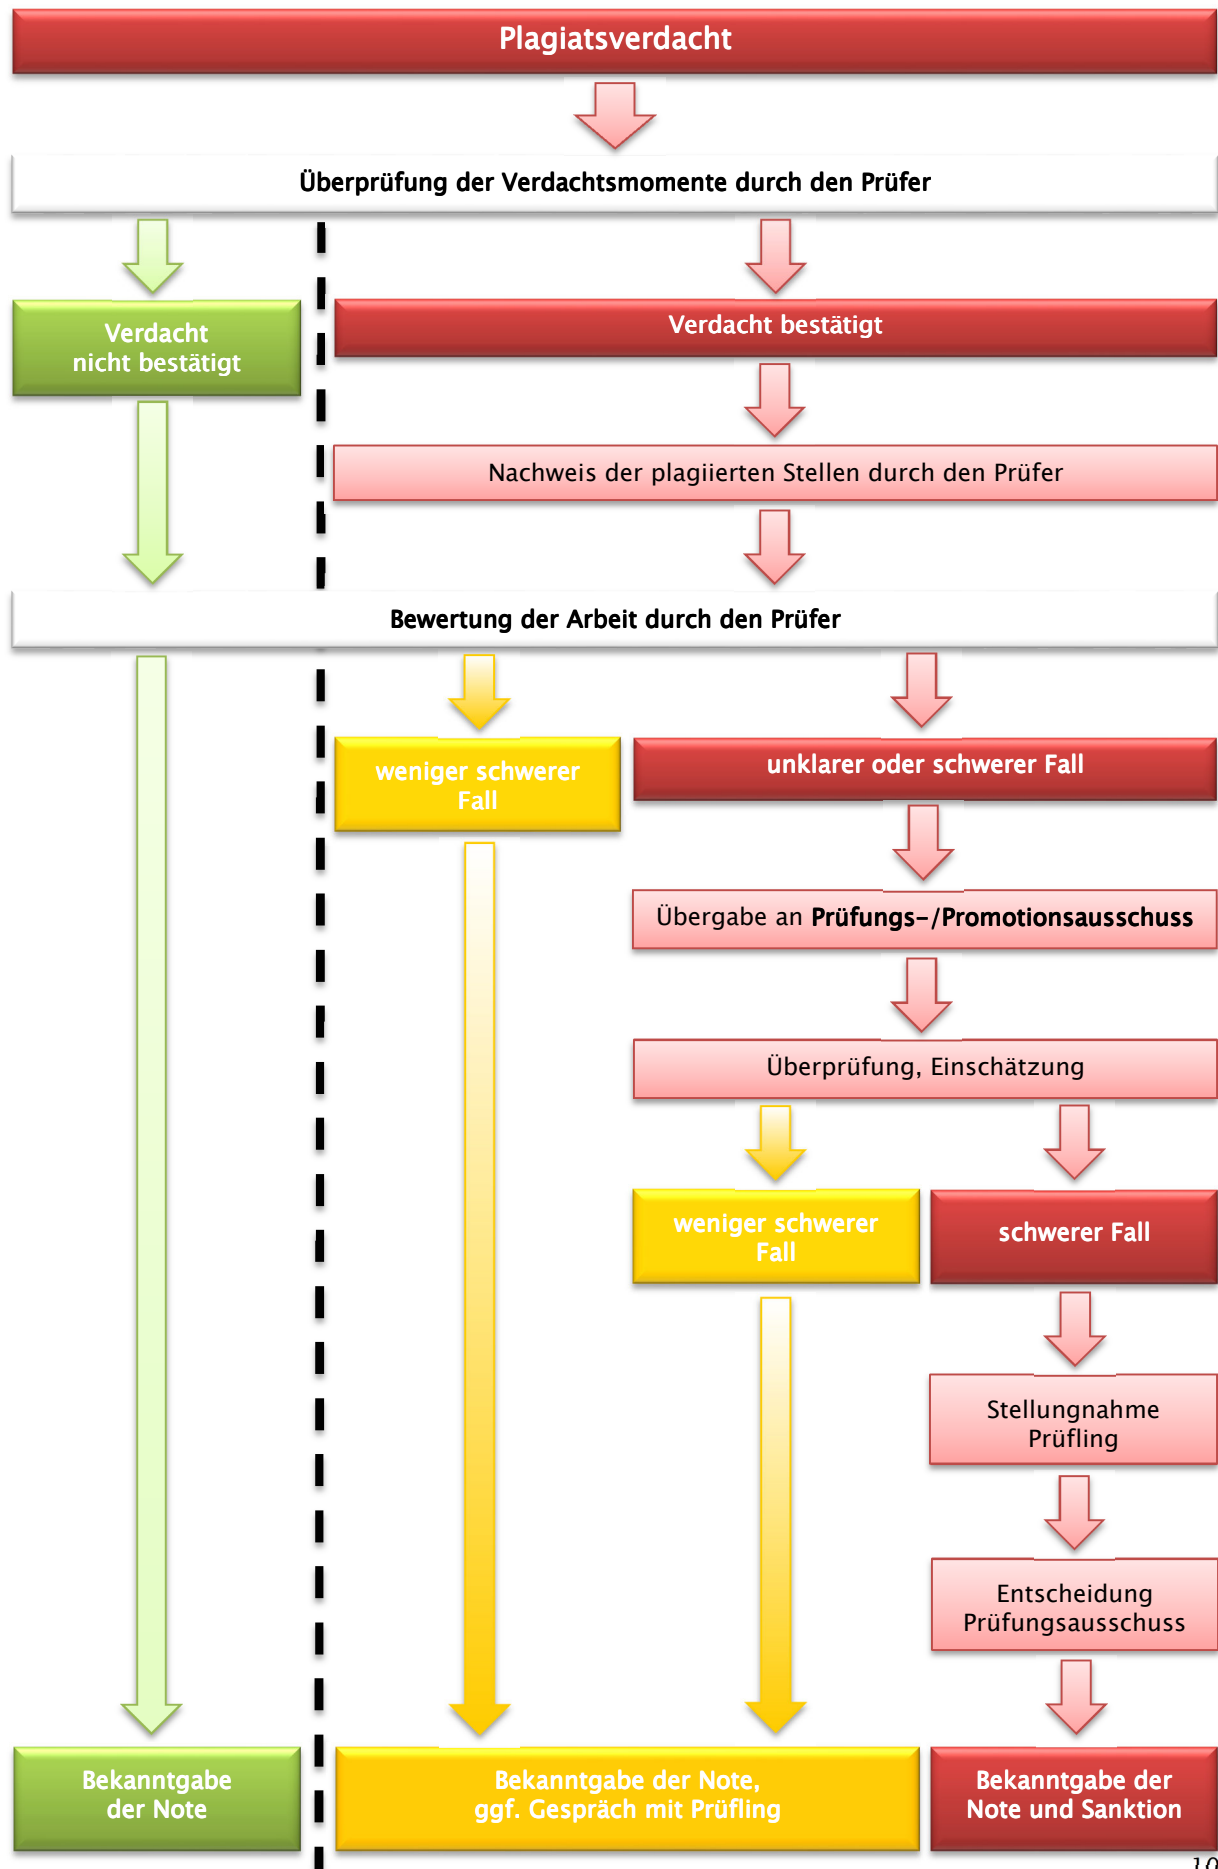 Plagiatsverdacht
Überprüfung der Verdachtsmomente durch den Prüfer
Verdacht
nicht bestätigt
Verdacht bestätigt
Nachweis der plagiierten Stellen durch den Prüfer
Bewertung der Arbeit durch den Prüfer
weniger schwerer
Fall
unklarer oder schwerer Fall
Übergabe an Prüfungs-/Promotionsausschuss
Überprüfung, Einschätzung
weniger schwerer
Fall
schwerer Fall
Stellungnahme
Prüfling
Entscheidung
Prüfungsausschuss
Bekanntgabe
der Note
Bekanntgabe der Note,
ggf. Gespräch mit Prüfling
Bekanntgabe der
Note und Sanktion
10